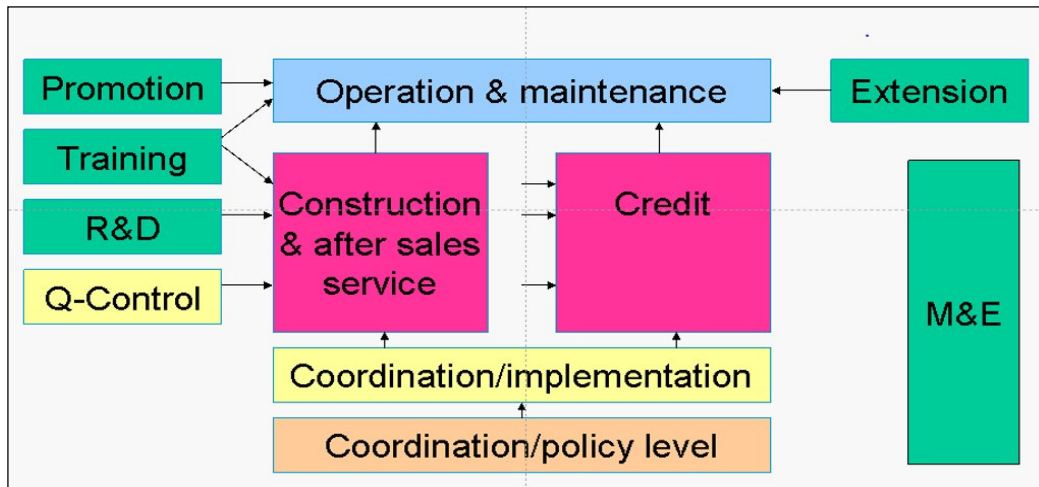 Promotion
Operation & maintenance
Extension
Training
Construction
& after sales
service
Credit
R&D
Q-Control
M&E
Coordination/implementation
Coordination/policy level